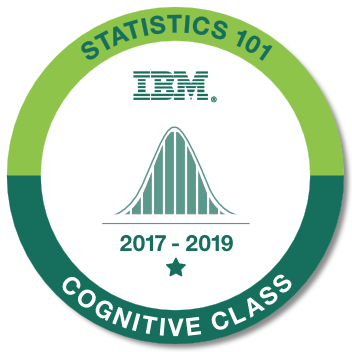 STATISTICS 101
IBM®
2017 - 2019
COGNITIVE CLASS